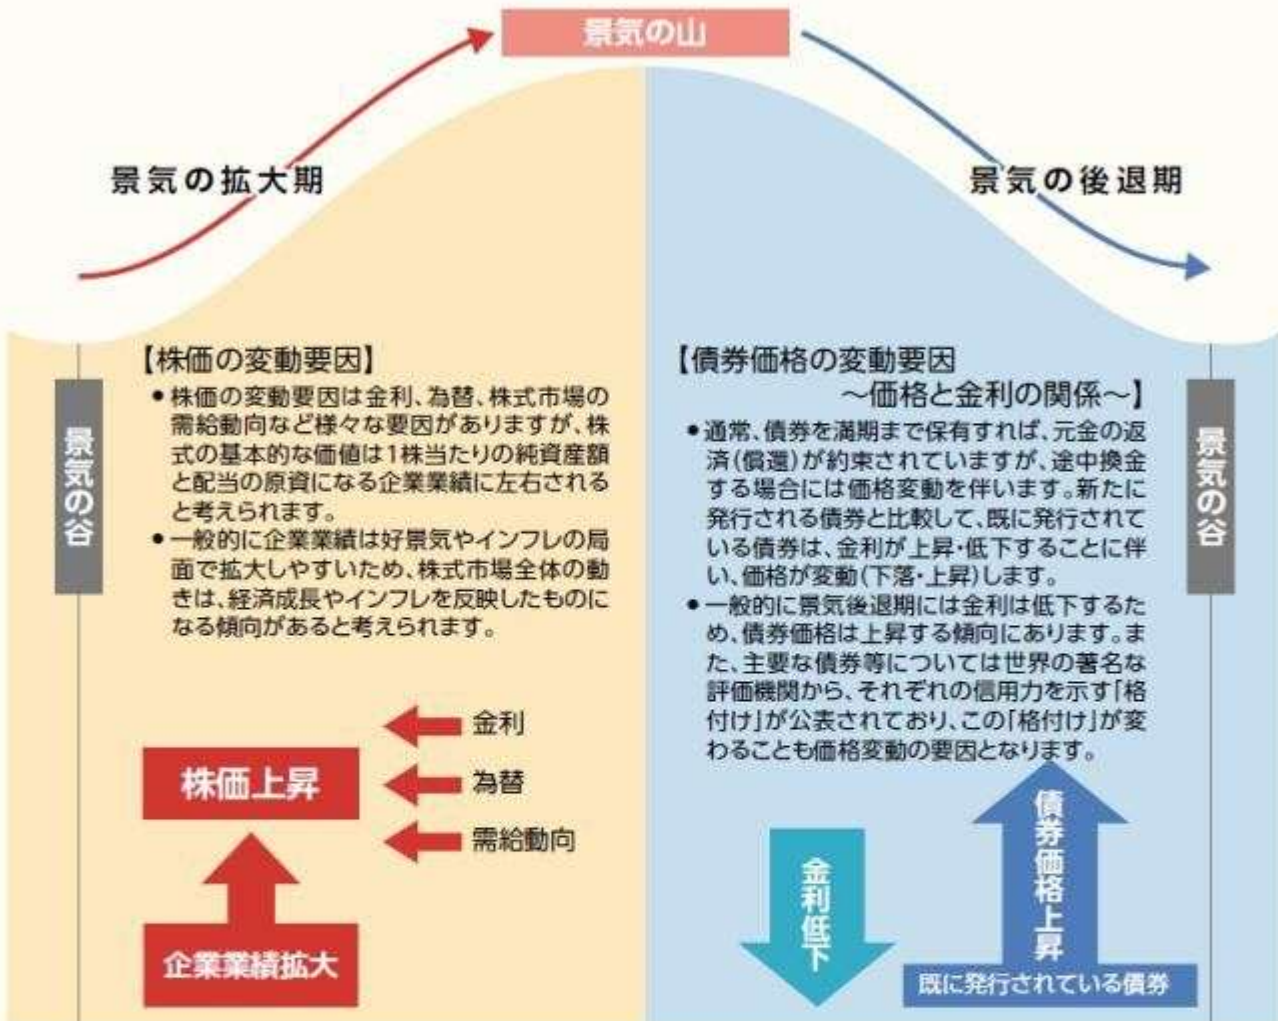 景気の山
景気の拡大期
景気の後退期
景気の谷
【株価の変動要因】
●株価の変動要因は金利、為替、株式市場の
需給動向など様々な要因がありますが、株
式の基本的な価値は1株当たりの純資産額
と配当の原資になる企業業績に左右される
と考えられます。
●一般的に企業業績は好景気やインフレの局
面で拡大しやすいため、株式市場全体の動
きは、経済成長やインフレを反映したものに
なる傾向があると考えられます。
金利
為替
需給動向
株価上昇
企業業績拡大
【債券価格の変動要因
～価格と金利の関係～】
●通常、債券を満期まで保有すれば、元金の返
済(償還)が約束されていますが、途中換金
する場合には価格変動を伴います。新たに
発行される債券と比較して、既に発行されて
いる債券は、金利が上昇・低下することに伴
い、価格が変動(下落・上昇)します。
●一般的に景気後退期には金利は低下するた
め、債券価格は上昇する傾向にあります。ま
た、主要な債券等については世界の著名な
評価機関から、それぞれの信用力を示す「格
付け」が公表されており、この「格付け」が変
わることも価格変動の要因となります。
金利低下
債券価格上昇
既に発行されている債券
景気の谷